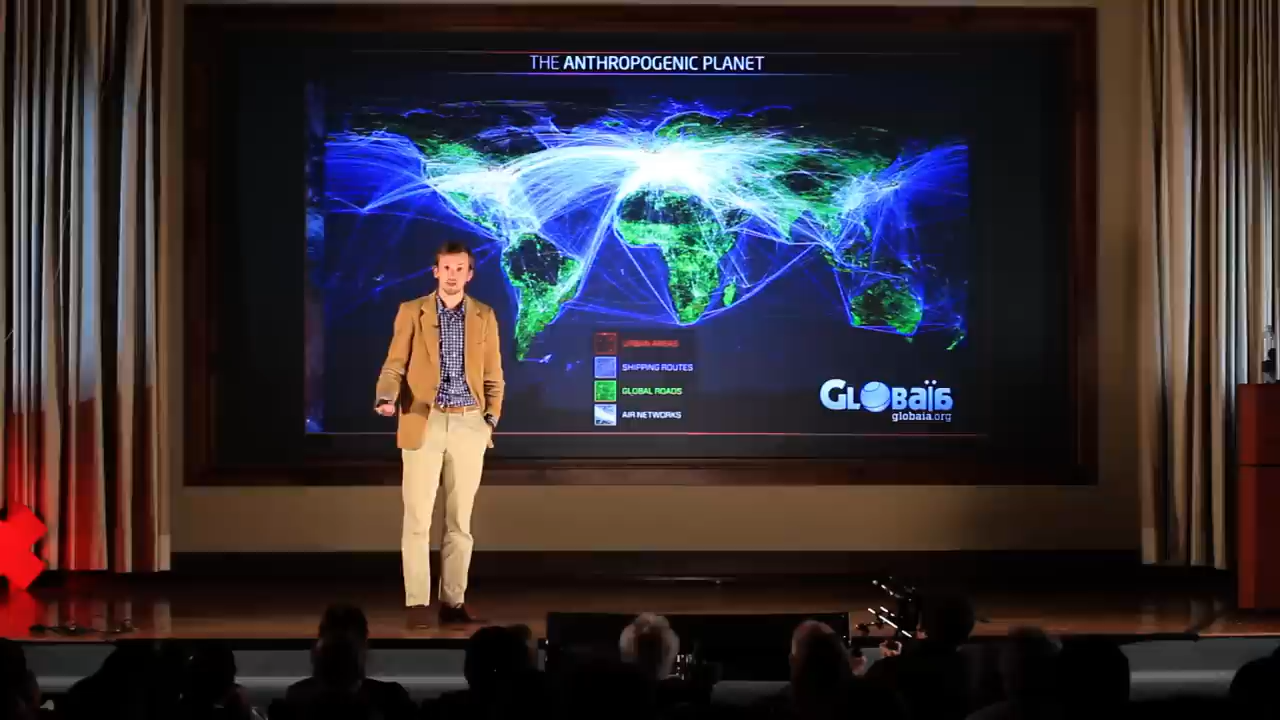 THE ANTHROPOGENIC PLANET
URBAN AREAS
SHIPPING ROUTES
GLOBAL ROADS
AIR NETWORKS
GLOBAÏA
globaia.org